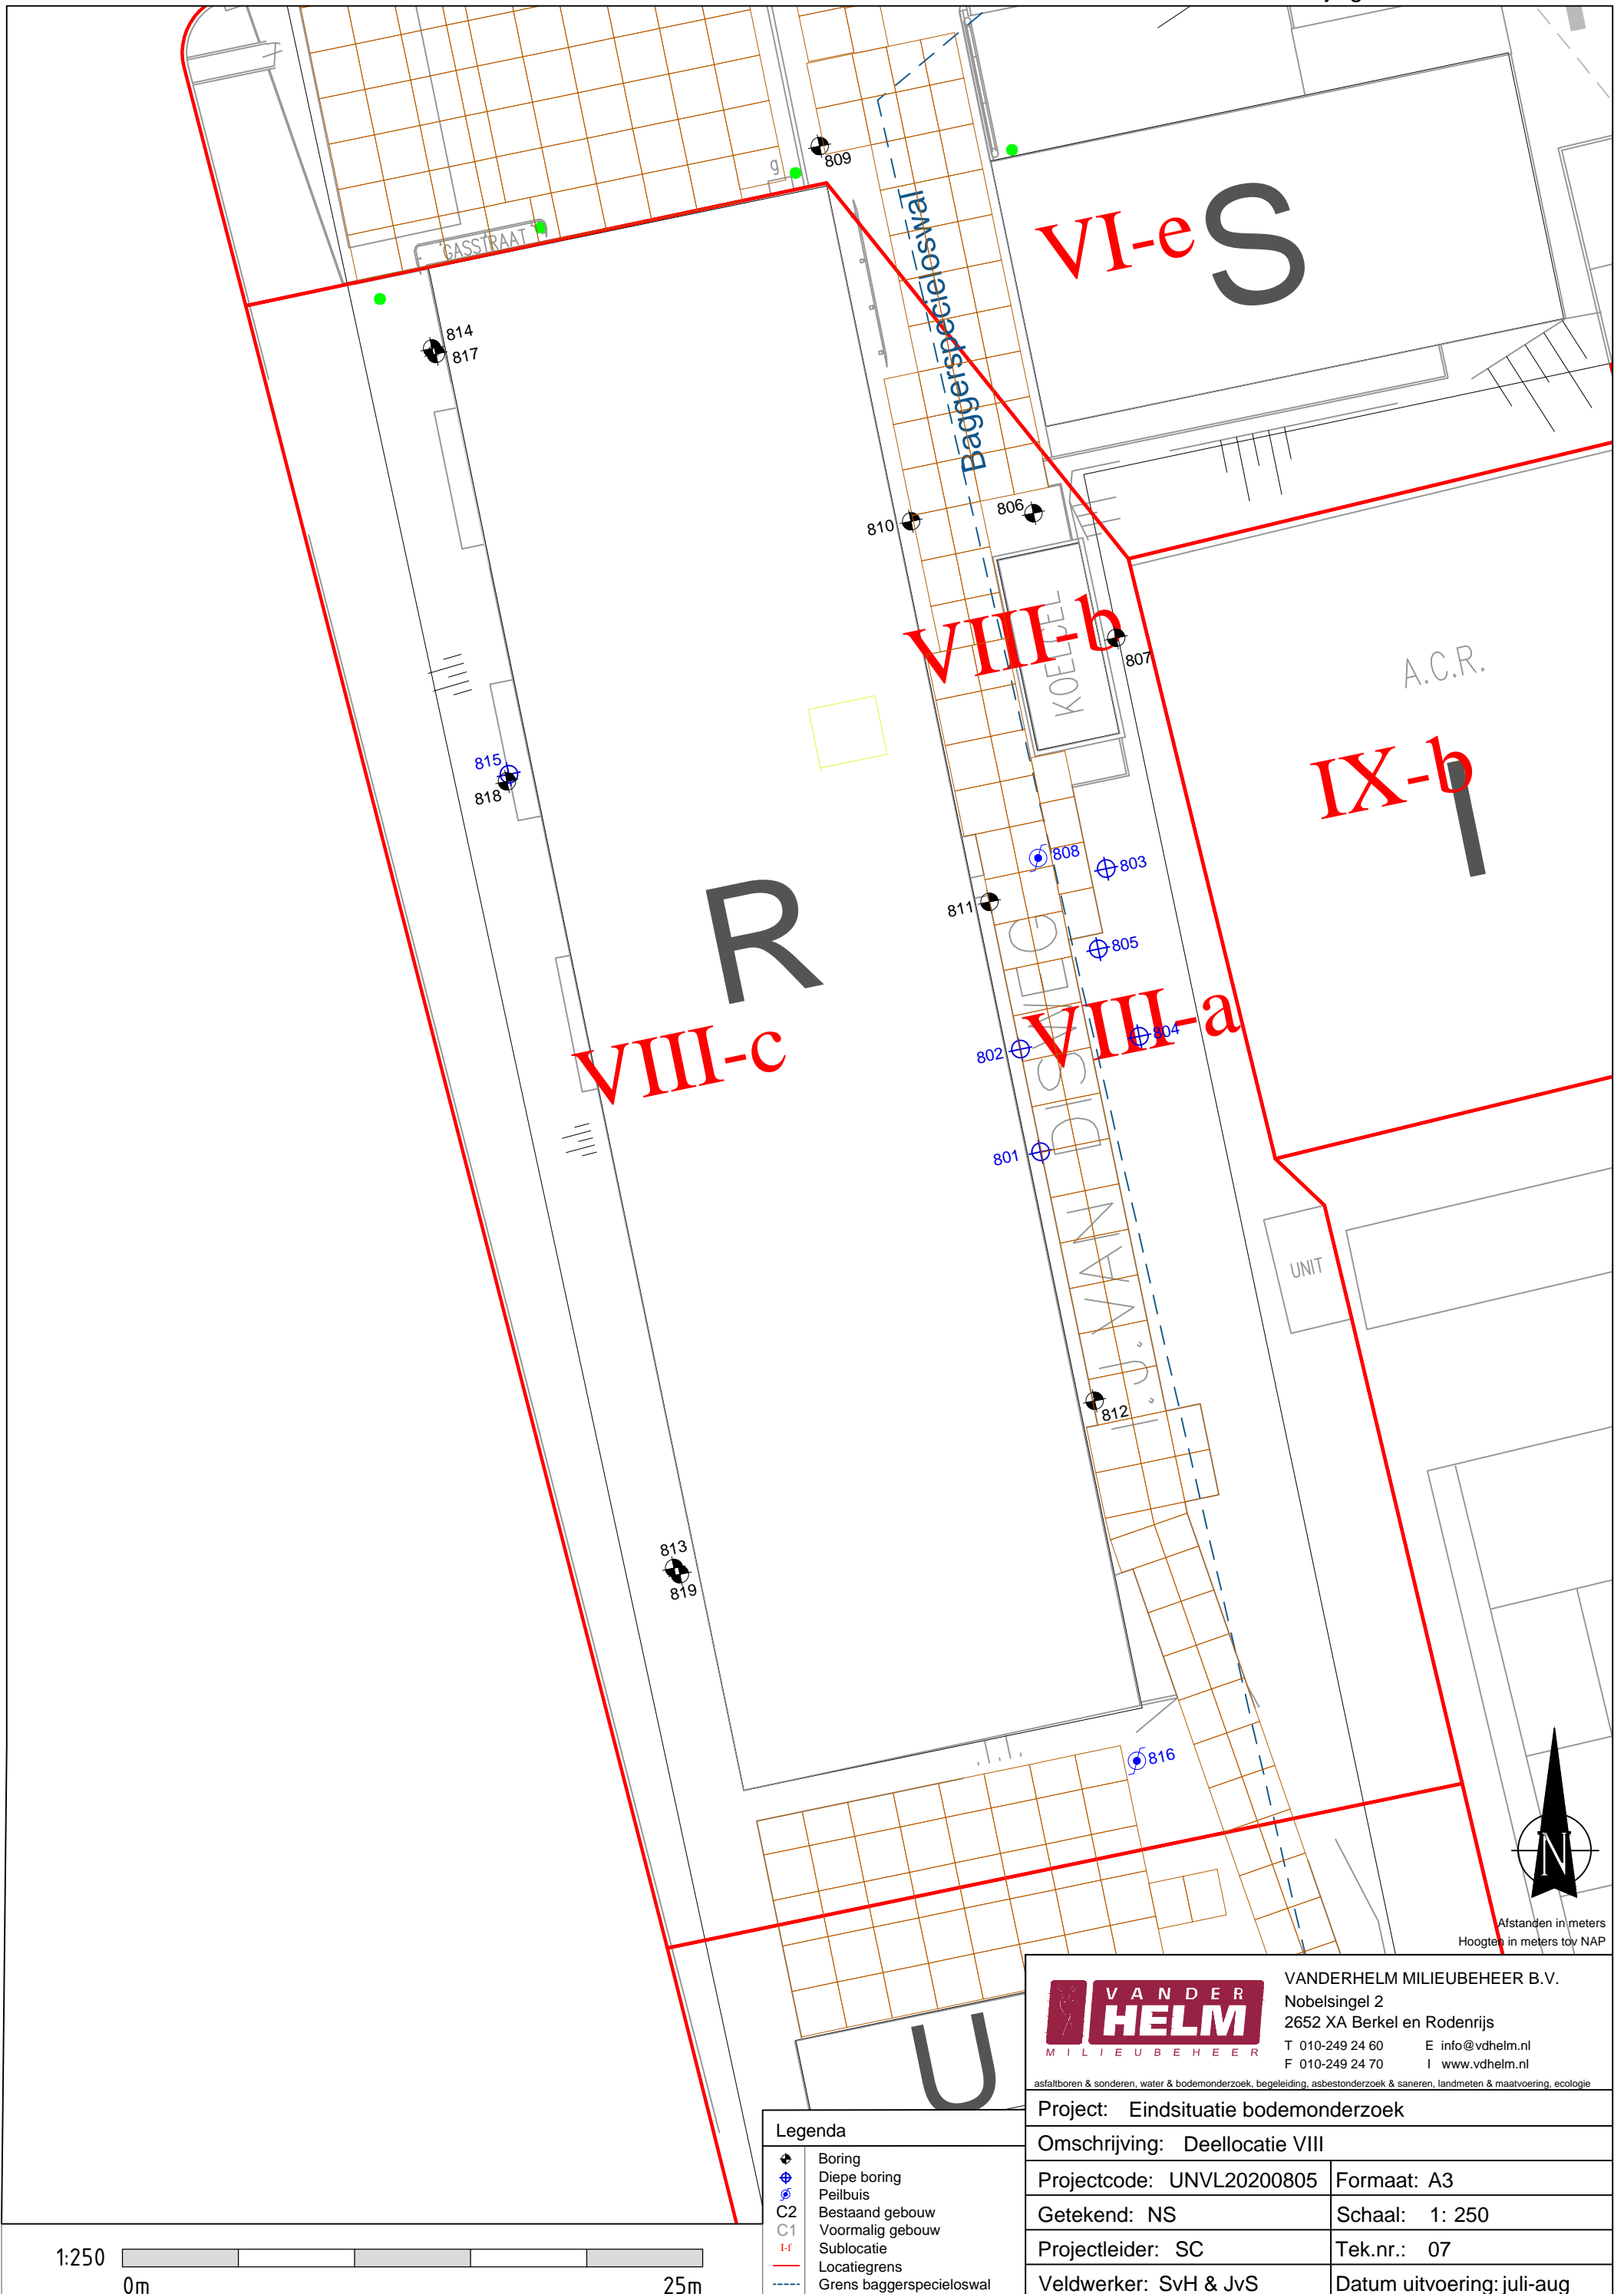 809
g
GASSTRAAT
Baggerspecieloswal
VI-e
S
814
817
806
810
VIII-b
KOELCEL
807
A.C.R.
IX-b
I
815
818
808
803
811
R
805
VIII-a
804
802
VIII-c
801
I.J. VAN DISWEG
UNIT
812
813
819
816
N
Afstanden in meters
Hoogten in meters tov NAP
U
VANDER
HELM
MILIEUBEHEER
VANDERHELM MILIEUBEHEER B.V.
Nobelsingel 2
2652 XA Berkel en Rodenrijs
T 010-249 24 60 E info@vdhelm.nl
F 010-249 24 70 I www.vdhelm.nl
asfaltboren & sonderen, water & bodemonderzoek, begeleiding, asbestonderzoek & saneren, landmeten & maatvoering, ecologie
Project: Eindsituatie bodemonderzoek
Omschrijving: Deellocatie VIII
Projectcode: UNVL20200805 Formaat: A3
Getekend: NS Schaal: 1: 250
Projectleider: SC Tek.nr.: 07
Veldwerker: SvH & JvS Datum uitvoering: juli-aug
Legenda
Boring
Diepe boring
Peilbuis
C2 Bestaand gebouw
C1 Voormalig gebouw
I-f Sublocatie
Locatiegrens
Grens baggerspecieloswal
1:250
0m 25m